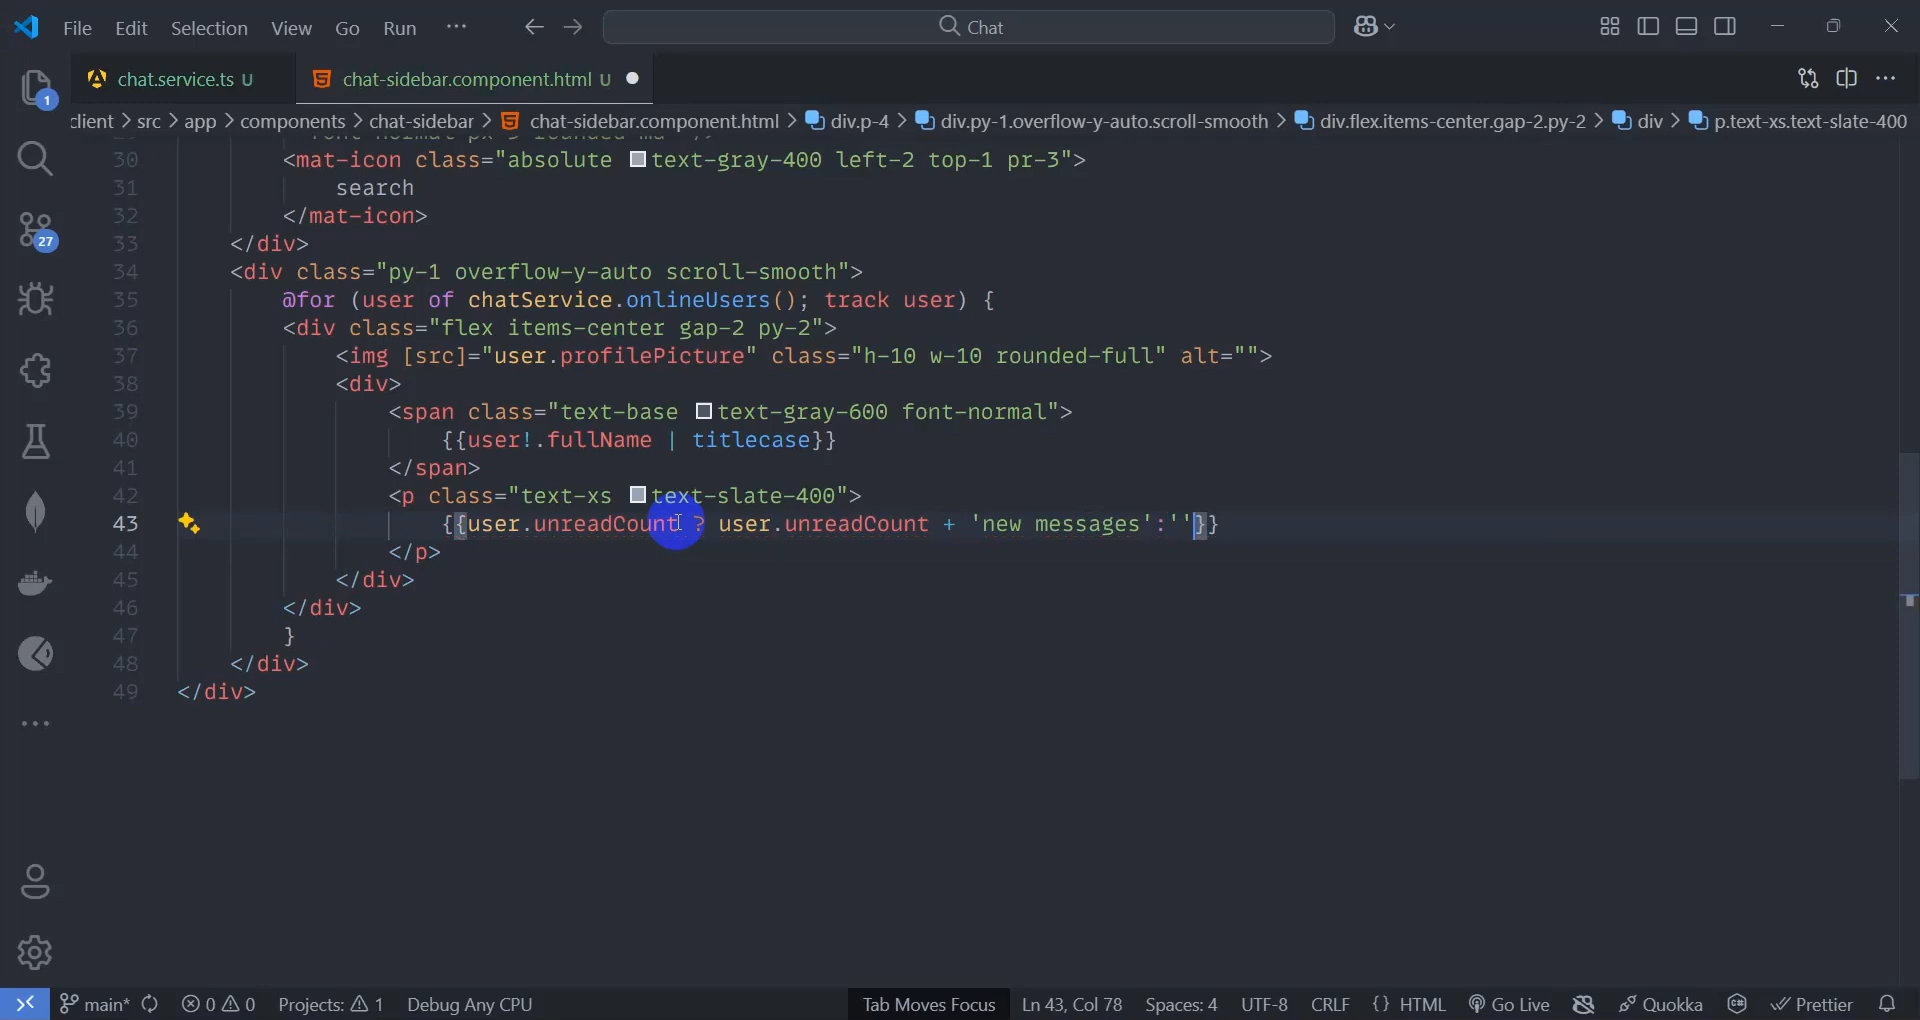 File Edit Selection View Go Run ··· Chat
chat.service.ts U chat-sidebar.component.html U
client > src > app > components > chat-sidebar > chat-sidebar.component.html > div.p-4 > div.py-1.overflow-y-auto.scroll-smooth > div.flex.items-center.gap-2.py-2 > div > p.text-xs.text-slate-400
1
27
30 <mat-icon class="absolute text-gray-400 left-2 top-1 pr-3">
31 search
32 </mat-icon>
33 </div>
34 <div class="py-1 overflow-y-auto scroll-smooth">
35 @for (user of chatService.onlineUsers(); track user) {
36 <div class="flex items-center gap-2 py-2">
37 <img [src]="user.profilePicture" class="h-10 w-10 rounded-full" alt="">
38 <div>
39 <span class="text-base text-gray-600 font-normal">
40 {{user!.fullName | titlecase}}
41 </span>
42 <p class="text-xs text-slate-400">
43 {{user.unreadCount ? user.unreadCount + 'new messages':''}}
44 </p>
45 </div>
46 </div>
47 }
48 </div>
49 </div>
main* 0 0 Projects: 1 Debug Any CPU Tab Moves Focus Ln 43, Col 78 Spaces: 4 UTF-8 CRLF {} HTML Go Live Quokka Prettier